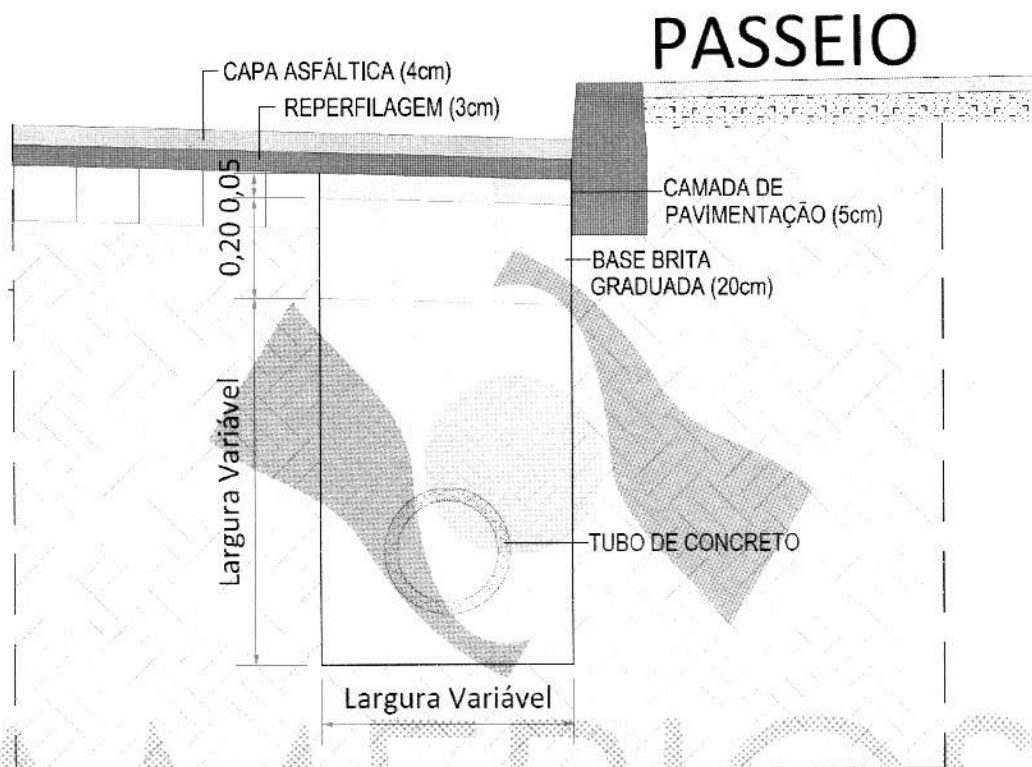 PASSEIO
CAPA ASFÁLTICA (4cm)
REPERFILAGEM (3cm)
0,05
0,20
CAMADA DE
PAVIMENTAÇÃO (5cm)
BASE BRITA
GRADUADA (20cm)
Largura Variável
TUBO DE CONCRETO
Largura Variável